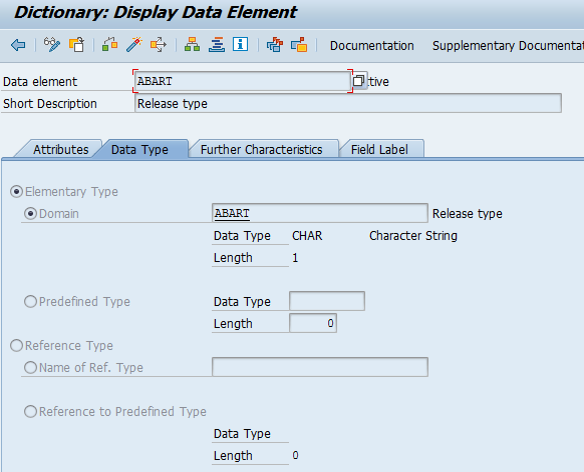 Dictionary: Display Data Element
Documentation Supplementary Documentat
Data element ABART tive
Short Description Release type
Attributes Data Type Further Characteristics Field Label
Elementary Type
Domain ABART Release type
Data Type CHAR Character String
Length 1
Predefined Type Data Type
Length 0
Reference Type
Name of Ref. Type
Reference to Predefined Type
Data Type
Length 0